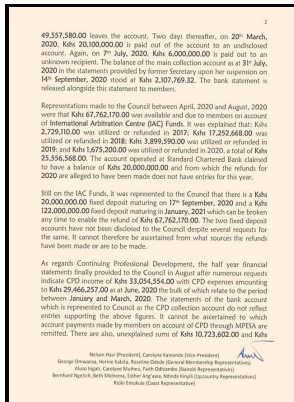 2
49,557,580.00 leaves the account. Two days thereafter, on 20th March,
2020, Kshs 20,100,000.00 is paid out of the account to an undisclosed
account. Again, on 7th July, 2020, Kshs 6,000,000.00 is paid out to an
unknown recipient. The balance of the main collection account as at 31st July,
2020 in the statements provided by former Secretary upon her suspension on
14th September, 2020 stood at Kshs 2,107,769.32. The bank statement is
released alongside this statement to members.
Representations made to the Council between April, 2020 and August, 2020
were that Kshs 67,762,170.00 was available and due to members on account
of International Arbitration Centre (IAC) Funds. It was claimed that Kshs
2,729,110.00 was utilized or refunded in 2017; Kshs 17,252,668.00 was
utilized or refunded in 2018; Kshs 3,899,590.00 was utilized or refunded in
2019; and Kshs 1,675,200.00 was utilized or refunded in 2020, a total of Kshs
25,556,568.00. The account operated at Standard Chartered Bank claimed
to have a balance of Kshs 20,000,000.00 and from which the refunds for
2020 are alleged to have been made does not have entries for this year.
Still on the IAC Funds, it was represented to the Council that there is a Kshs
20,000,000.00 fixed deposit maturing on 17th September, 2020 and a Kshs
122,000,000.00 fixed deposit maturing in January, 2021 which can be broken
any time to enable the refund of Kshs 67,762,170.00. The two fixed deposit
accounts have not been disclosed to the Council despite several requests for
the same. It cannot therefore be ascertained from what sources the refunds
have been made or are to be made.
As regards Continuing Professional Development, the half year financial
statements finally provided to the Council in August after numerous requests
indicate CPD income of Kshs 33,054,554.00 with CPD expenses amounting
to Kshs 29,466,257.00 as at June, 2020 the bulk of which relate to the period
between January and March, 2020. The statements of the bank account
which is represented to Council as the CPD collection account do not reflect
entries supporting the above figures. It cannot be ascertained to which
account payments made by members on account of CPD through MPESA are
remitted. There are also, unexplained sums of Kshs 10,723,602.00 and Kshs
Nelson Havi (President), Carolyne Kamende (Vice-President)
George Omwansa, Herine Kabita, Roseline Odede (General Membership Representatives)
Aluso Ingati, Carolyne Mutheu, Faith Odhiambo (Nairobi Representatives)
Bernhard Ngetich, Beth Michoma, Esther Ang'awa, Ndinda Kinyili (Upcountry Representatives)
Riziki Emukule (Coast Representative)